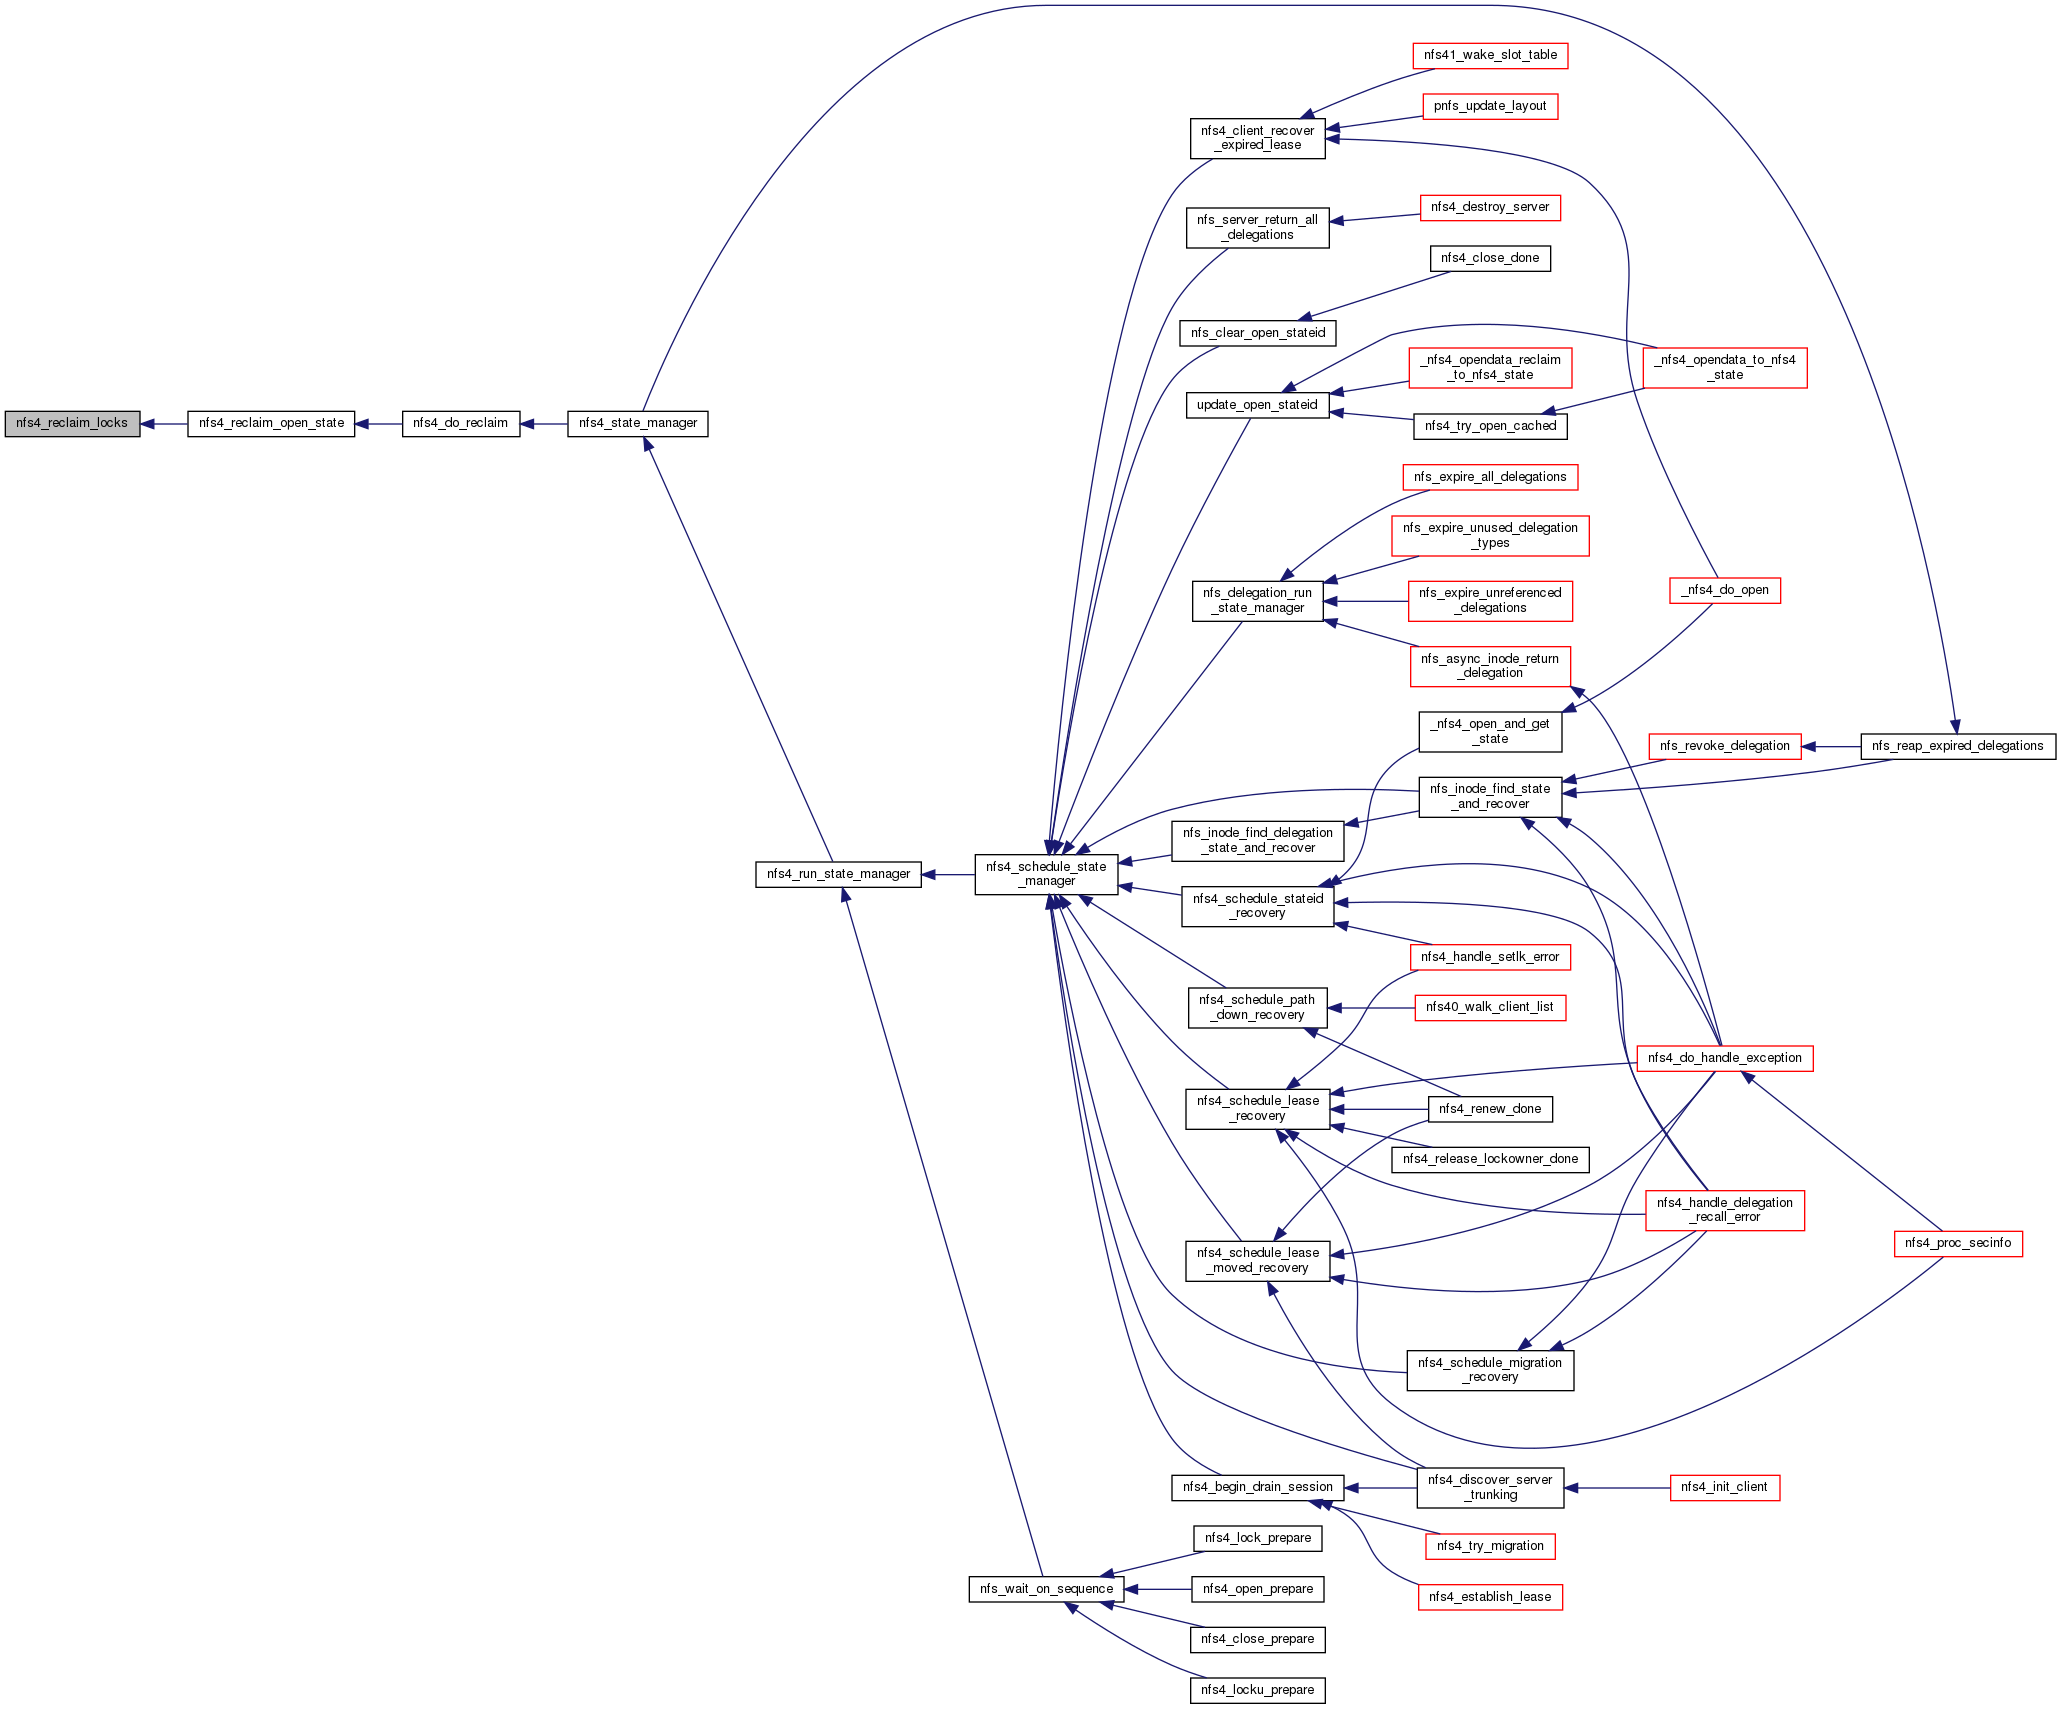 nfs41_wake_slot_table
pnfs_update_layout
nfs4_client_recover
_expired_lease
nfs4_destroy_server
nfs_server_return_all
_delegations
nfs4_close_done
nfs_clear_open_stateid
_nfs4_opendata_reclaim
_to_nfs4_state
_nfs4_opendata_to_nfs4
_state
update_open_stateid
nfs4_reclaim_locks
nfs4_reclaim_open_state
nfs4_do_reclaim
nfs4_state_manager
nfs4_try_open_cached
nfs_expire_all_delegations
nfs_expire_unused_delegation
_types
nfs_delegation_run
_state_manager
nfs_expire_unreferenced
_delegations
_nfs4_do_open
nfs_async_inode_return
_delegation
_nfs4_open_and_get
_state
nfs_revoke_delegation
nfs_reap_expired_delegations
nfs_inode_find_state
_and_recover
nfs_inode_find_delegation
_state_and_recover
nfs4_run_state_manager
nfs4_schedule_state
_manager
nfs4_schedule_stateid
_recovery
nfs4_handle_setlk_error
nfs4_schedule_path
_down_recovery
nfs40_walk_client_list
nfs4_do_handle_exception
nfs4_schedule_lease
_recovery
nfs4_renew_done
nfs4_release_lockowner_done
nfs4_handle_delegation
_recall_error
nfs4_proc_secinfo
nfs4_schedule_lease
_moved_recovery
nfs4_schedule_migration
_recovery
nfs4_begin_drain_session
nfs4_discover_server
_trunking
nfs4_init_client
nfs4_lock_prepare
nfs4_try_migration
nfs_wait_on_sequence
nfs4_open_prepare
nfs4_establish_lease
nfs4_close_prepare
nfs4_locku_prepare